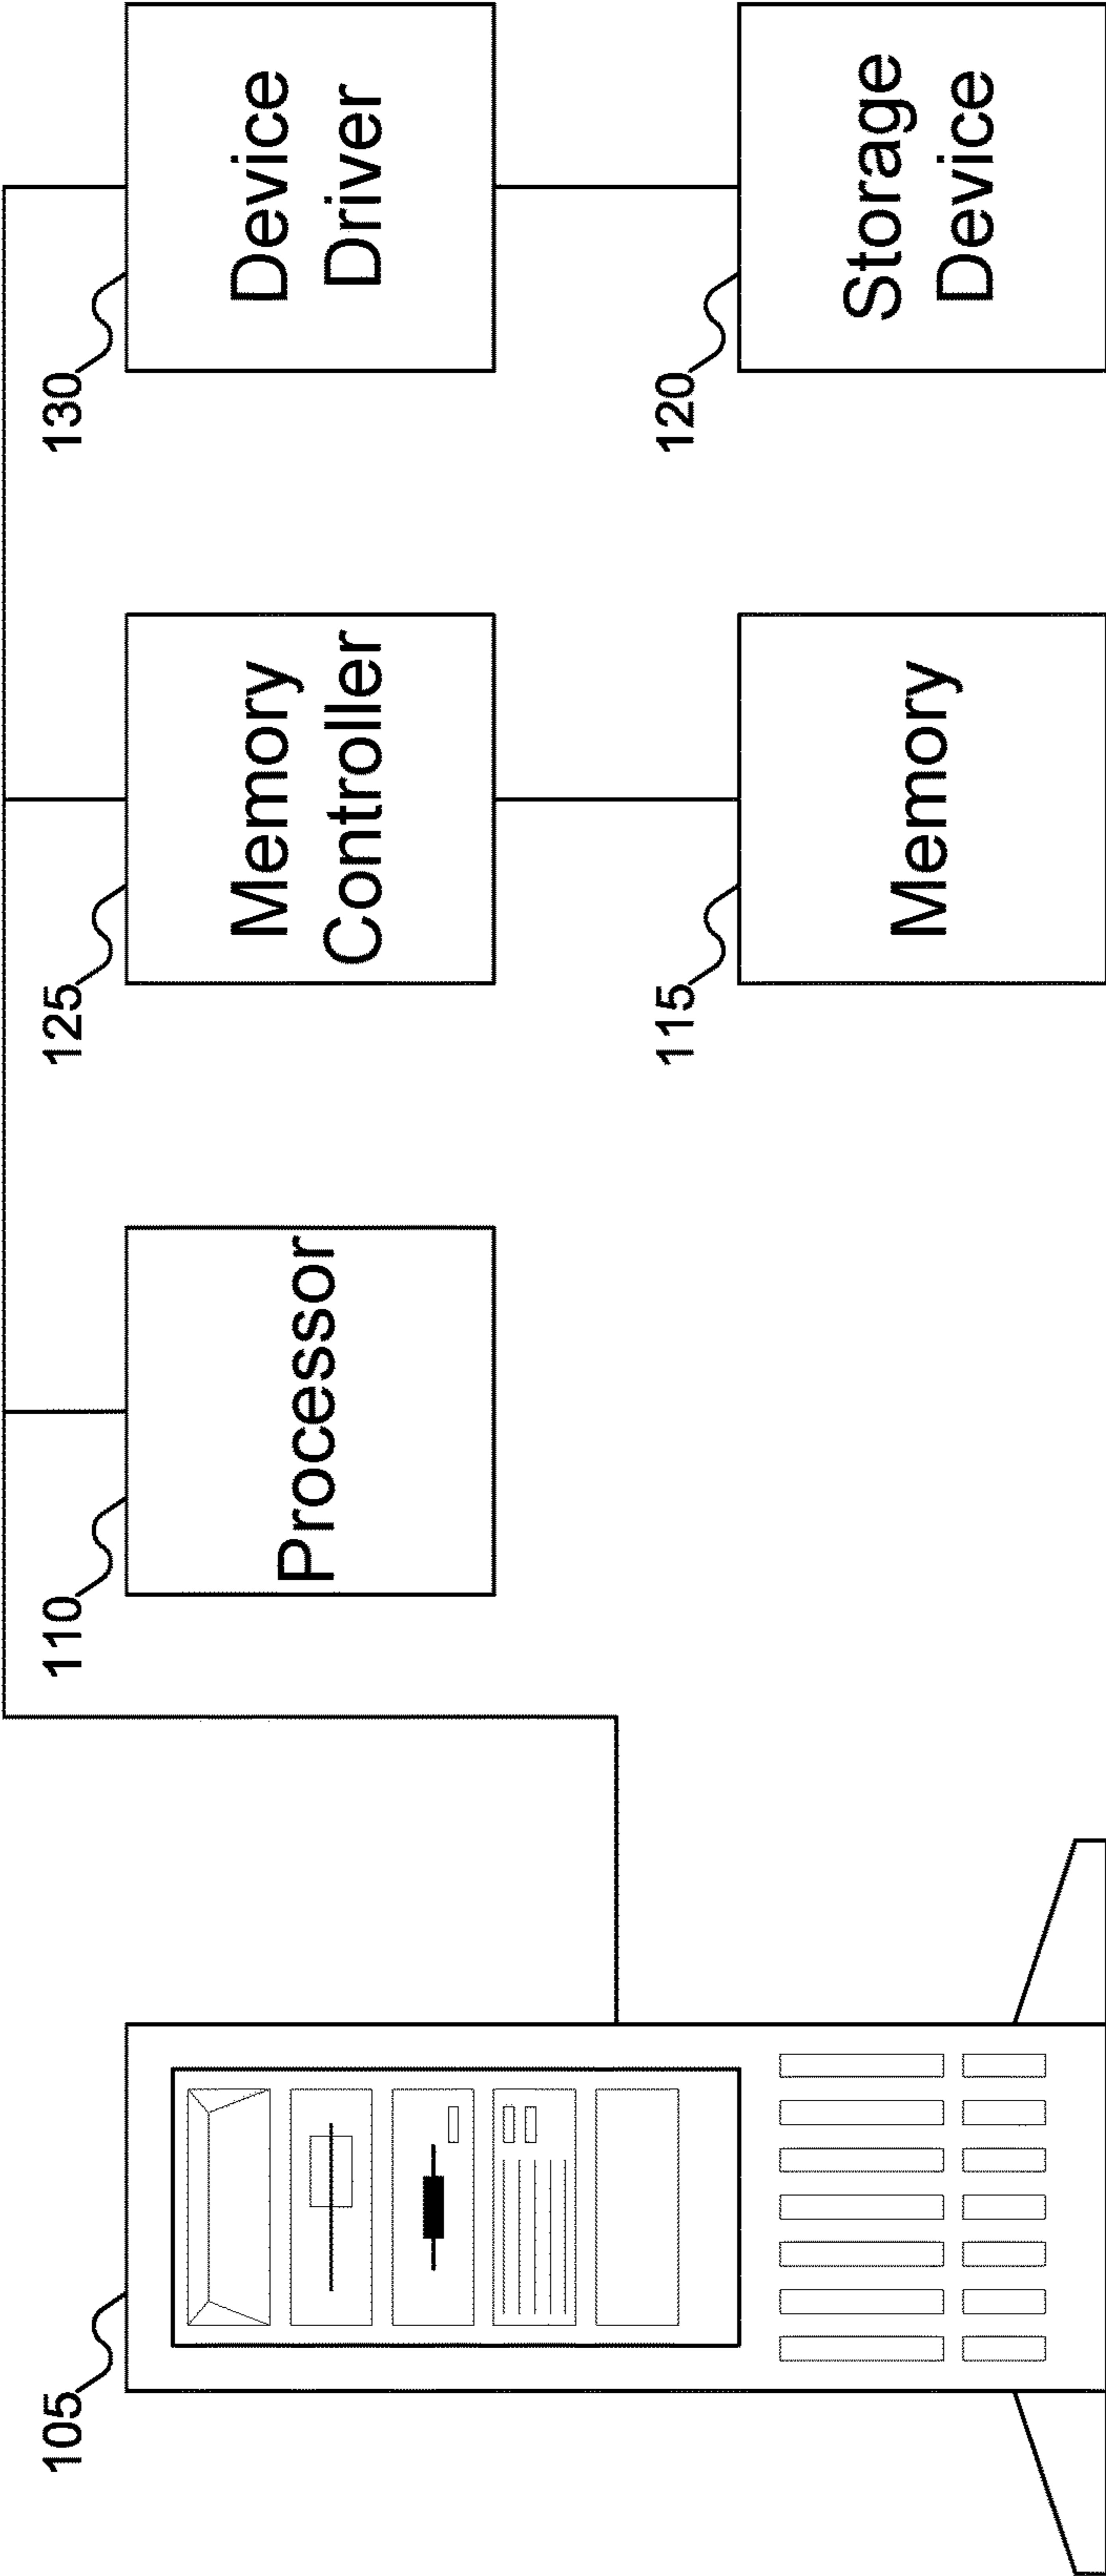 105
110
Processor
125
Memory
Controller
130
Device
Driver
115
Memory
120
Storage
Device